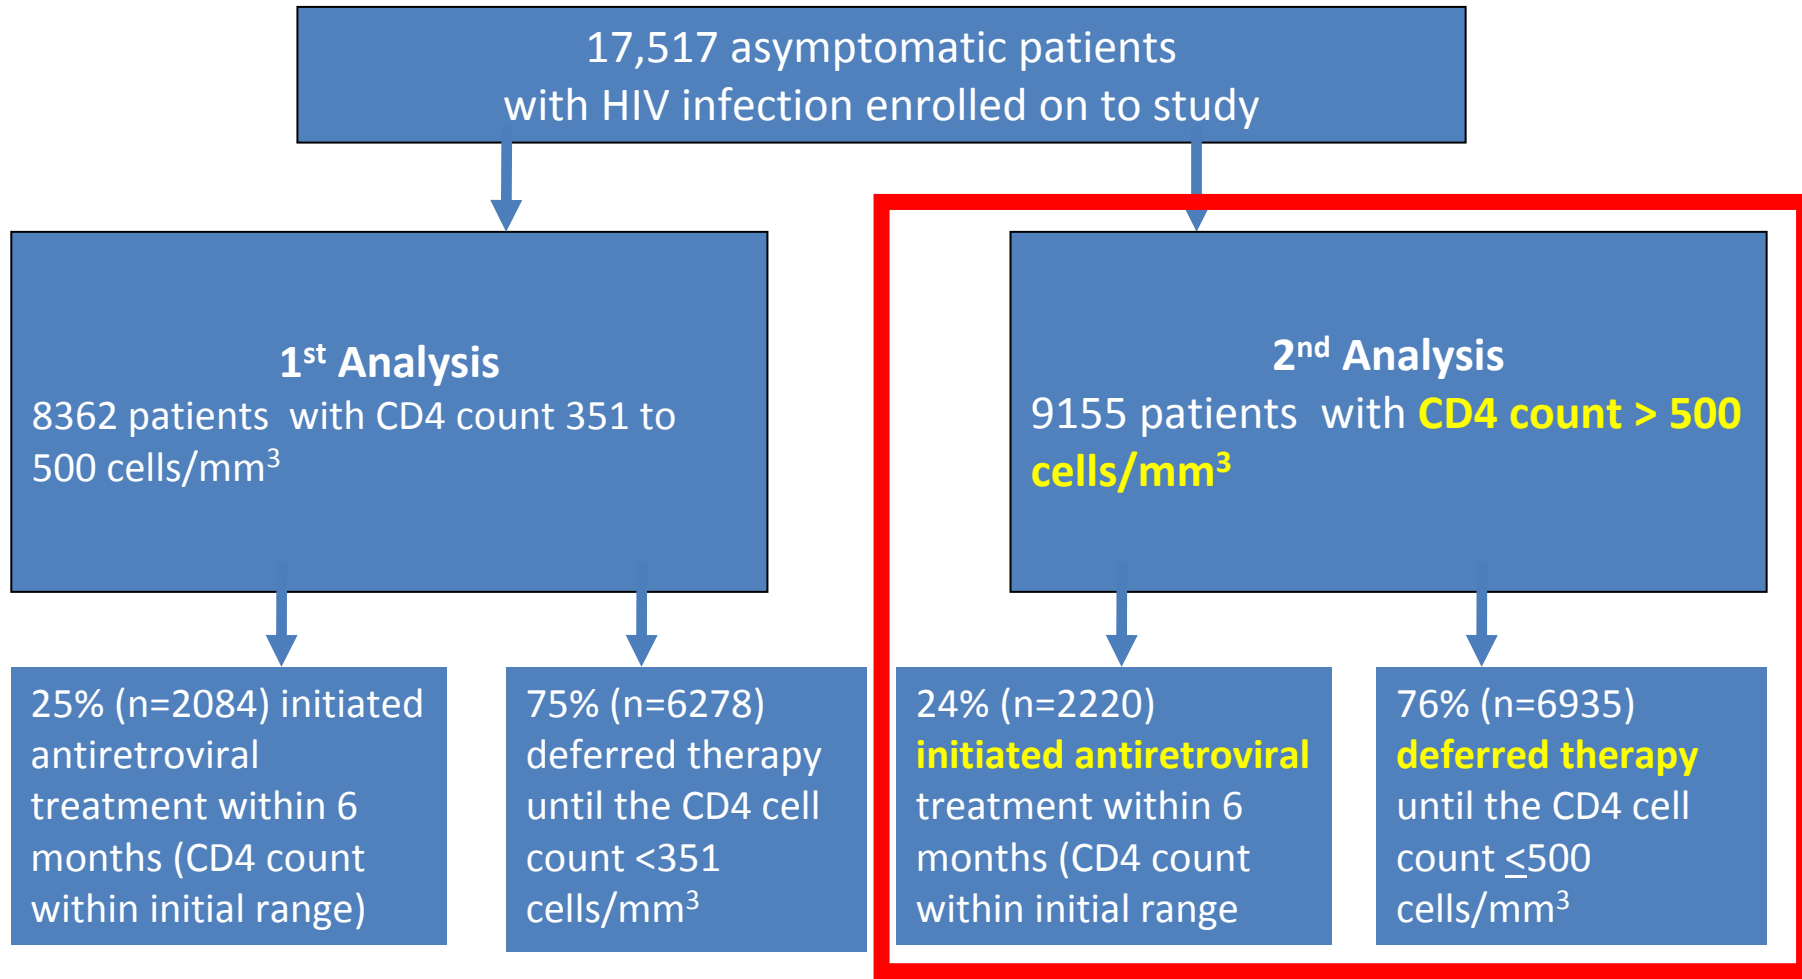 17,517 asymptomatic patients
with HIV infection enrolled on to study
1st Analysis
8362 patients  with CD4 count 351 to
500 cells/mm3
2nd Analysis
9155 patients  with CD4 count > 500
cells/mm3
25% (n=2084) initiated
antiretroviral
treatment within 6
months (CD4 count
within initial range)
75% (n=6278)
deferred therapy
until the CD4 cell
count <351
cells/mm3
24% (n=2220)
initiated antiretroviral
treatment within 6
months (CD4 count
within initial range
76% (n=6935)
deferred therapy
until the CD4 cell
count ≤500
cells/mm3